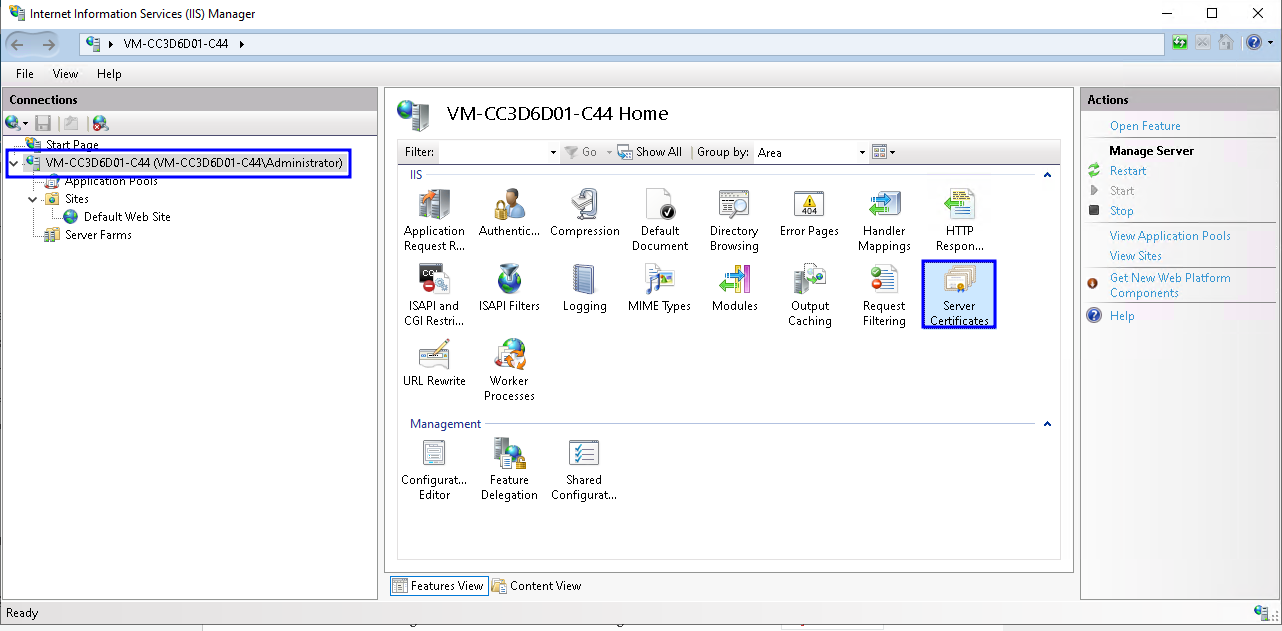 Internet Information Services (IIS) Manager
VM-CC3D6D01-C44
File View Help
Connections
Start Page
VM-CC3D6D01-C44 (VM-CC3D6D01-C44\Administrator)
Application Pools
Sites
Default Web Site
Server Farms
VM-CC3D6D01-C44 Home
Filter: Go Show All Group by: Area
IIS
Application Request R...
Authentic...
Compression
Default Document
Directory Browsing
Error Pages
404
Handler Mappings
HTTP Respon...
CGI
ISAPI and CGI Restri...
ISAPI Filters
Logging
MIME Types
Modules
Output Caching
Request Filtering
Server Certificates
URL Rewrite
Worker Processes
Management
Configurat... Editor
Feature Delegation
Shared Configurat...
Features View
Content View
Actions
Open Feature
Manage Server
Restart
Start
Stop
View Application Pools
View Sites
Get New Web Platform
Components
Help
Ready